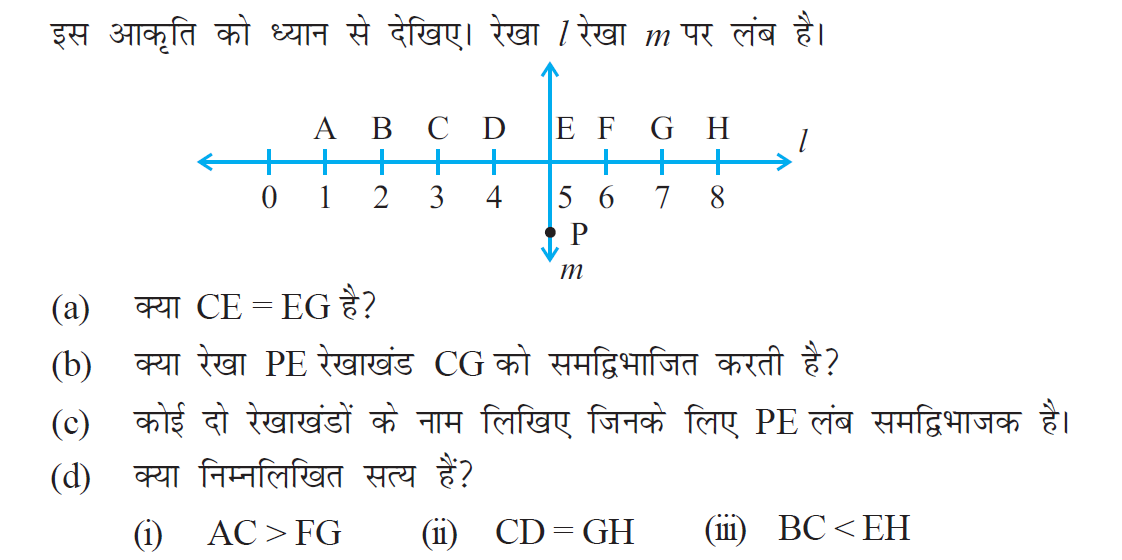 इस आकृति को ध्यान से देखिए। रेखा l रेखा m पर लंब है।
A B C D E F G H l
0 1 2 3 4 5 6 7 8
P
m
(a) क्या CE = EG है?
(b) क्या रेखा PE रेखाखंड CG को समद्विभाजित करती है?
(c) कोई दो रेखाखंडों के नाम लिखिए जिनके लिए PE लंब समद्विभाजक है।
(d) क्या निम्नलिखित सत्य हैं?
(i) AC > FG (ii) CD = GH (iii) BC < EH